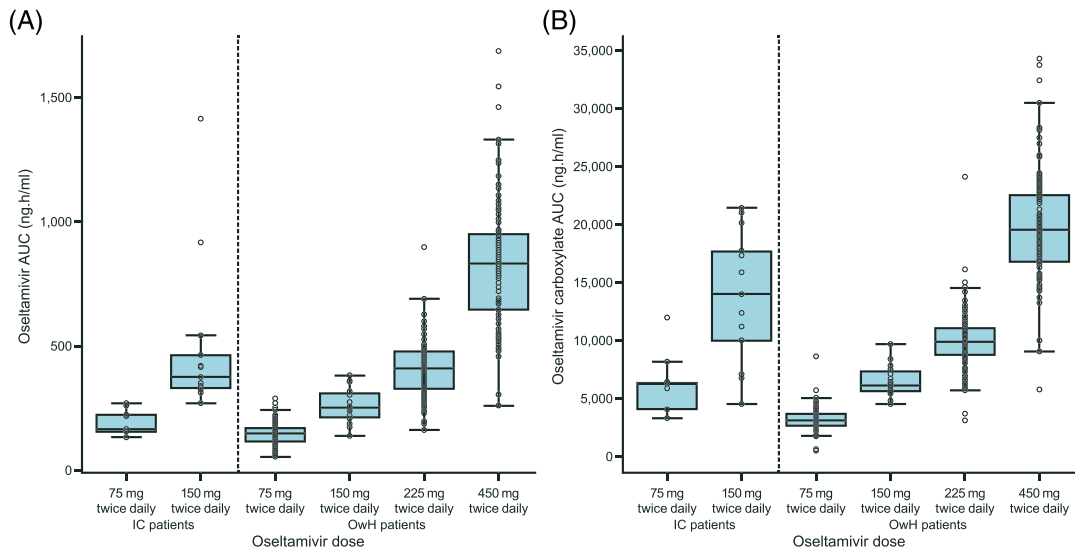 (A)
Oseltamivir AUC (ng.h/ml)
1,500
1,000
500
0
75 mg twice daily
150 mg twice daily
75 mg twice daily
150 mg twice daily
225 mg twice daily
450 mg twice daily
IC patients
OwH patients
Oseltamivir dose
(B)
Oseltamivir carboxylate AUC (ng.h/ml)
35,000
30,000
25,000
20,000
15,000
10,000
5,000
0
75 mg twice daily
150 mg twice daily
75 mg twice daily
150 mg twice daily
225 mg twice daily
450 mg twice daily
IC patients
OwH patients
Oseltamivir dose